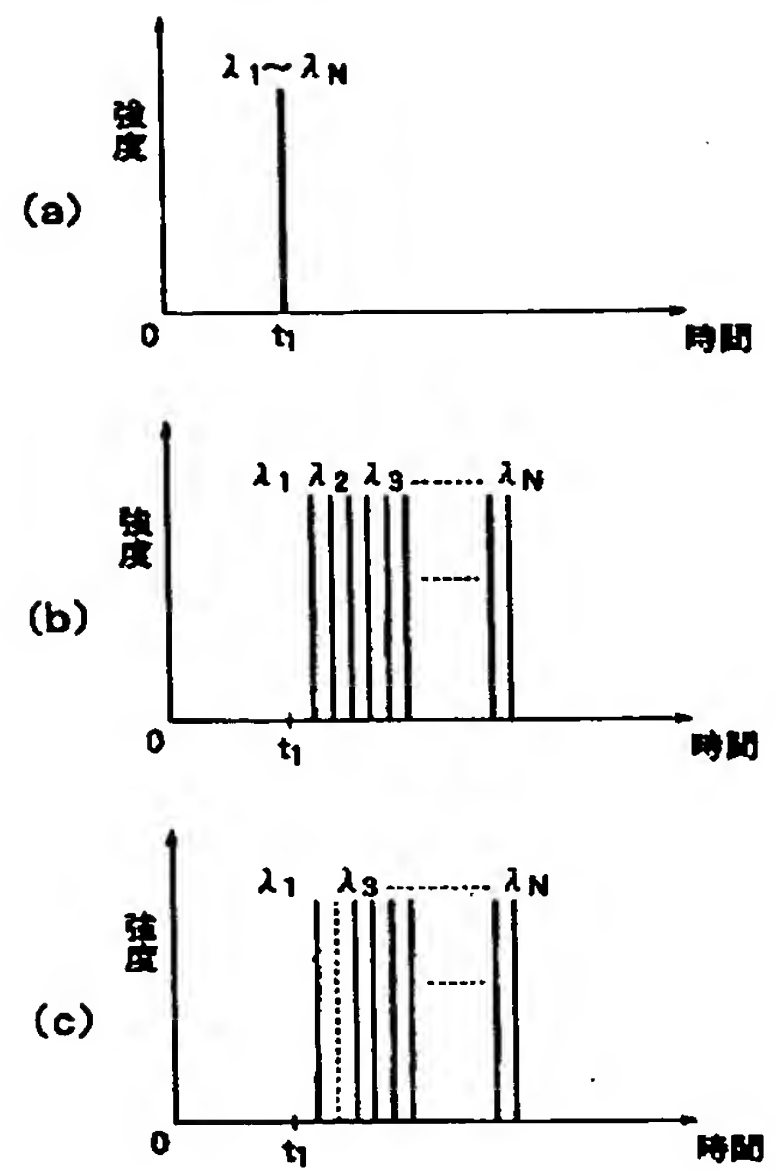 λ1～λN
強度
(a)
0 t1 時間
λ1 λ2 λ3 λN
強度
(b)
0 t1 時間
λ1 λ3 λN
強度
(c)
0 t1 時間